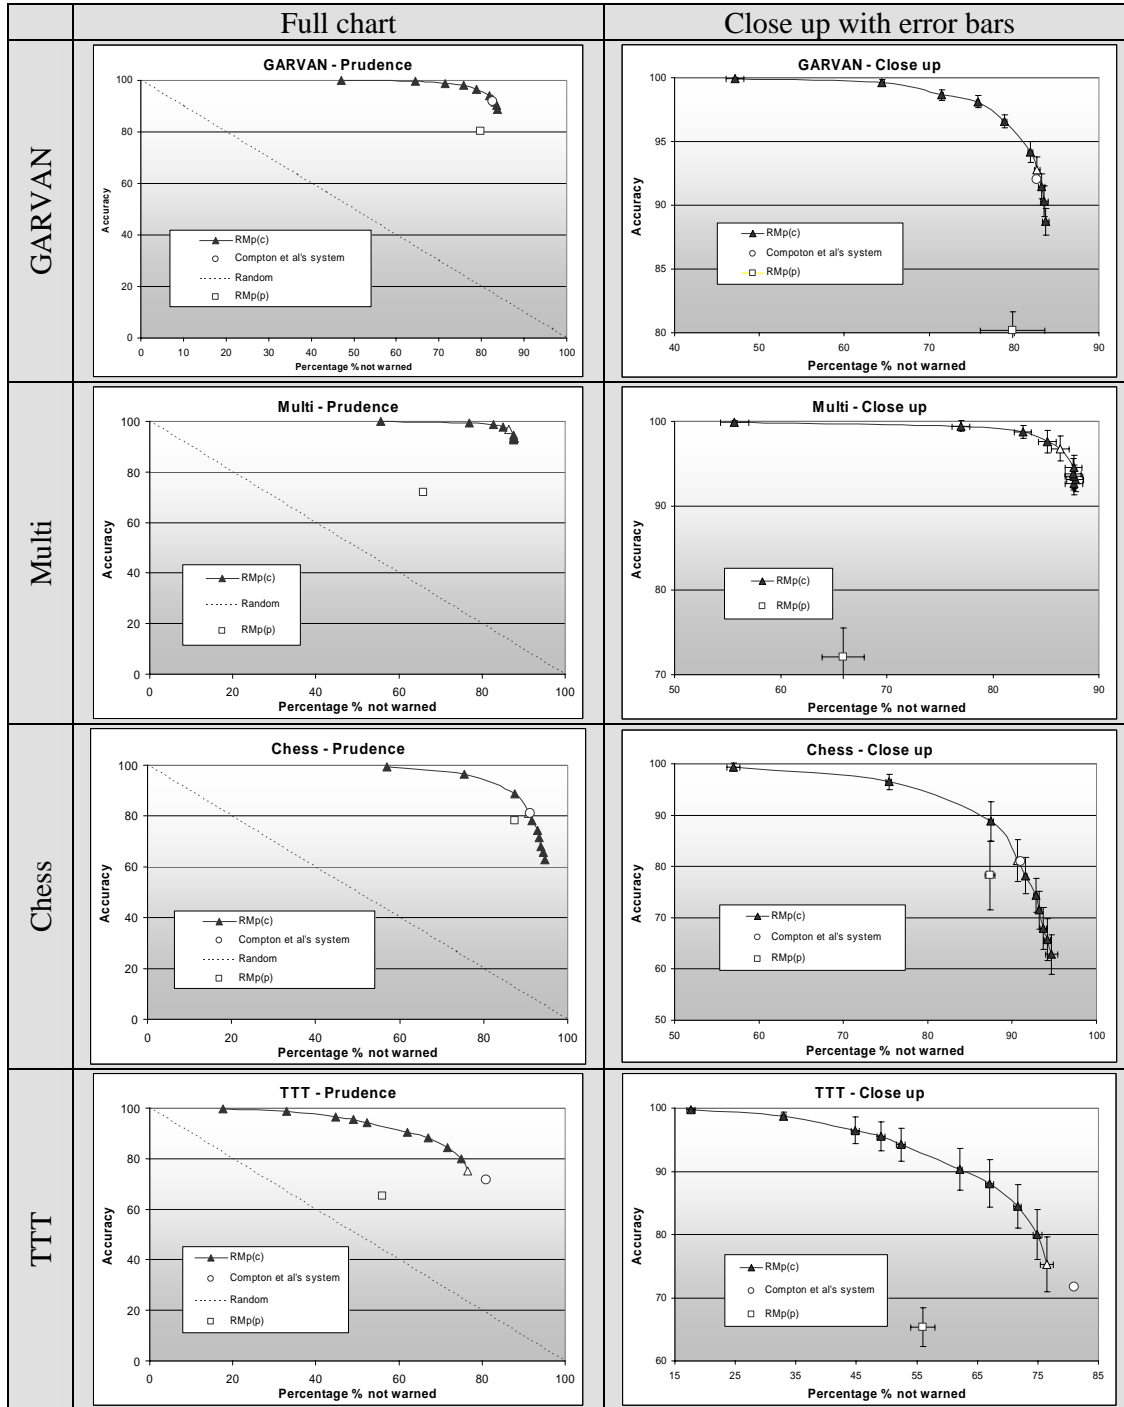 Full chart
Close up with error bars
GARVAN
GARVAN - Prudence
100
80
60
40
20
0
Accuracy
RMp(c)
Compton et al's system
Random
RMp(p)
0 10 20 30 40 50 60 70 80 90 100
Percentage % not warned
GARVAN - Close up
100
95
90
85
80
Accuracy
RMp(c)
Compoton et al's system
RMp(p)
40 50 60 70 80 90
Percentage % not warned
Multi
Multi - Prudence
100
80
60
40
20
0
Accuracy
RMp(c)
Random
RMp(p)
0 20 40 60 80 100
Percentage % not warned
Multi - Close up
100
90
80
70
Accuracy
RMp(c)
RMp(p)
50 60 70 80 90
Percentage % not warned
Chess
Chess - Prudence
100
80
60
40
20
0
Accuracy
RMp(c)
Compton et al's system
Random
RMp(p)
0 20 40 60 80 100
Percentage % not warned
Chess - Close up
100
90
80
70
60
50
Accuracy
RMp(c)
Compton et al's system
RMp(p)
50 60 70 80 90 100
Percentage % not warned
TTT
TTT - Prudence
100
80
60
40
20
0
Accuracy
RMp(c)
Compton et al's system
Random
RMp(p)
0 20 40 60 80 100
Percentage % not warned
TTT - Close up
100
90
80
70
60
Accuracy
RMp(c)
Compton et al's system
RMp(p)
15 25 35 45 55 65 75 85
Percentage % not warned